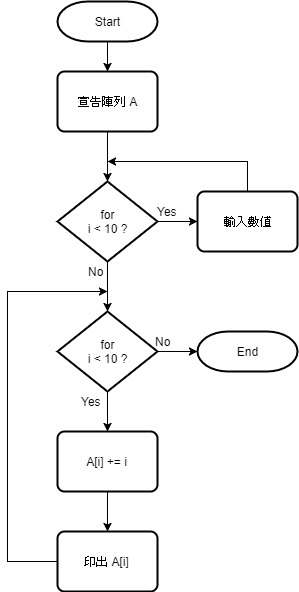 Start
宣告陣列 A
for
i < 10 ?
Yes
輸入數值
No
for
i < 10 ?
No
End
Yes
A[i] += i
印出 A[i]